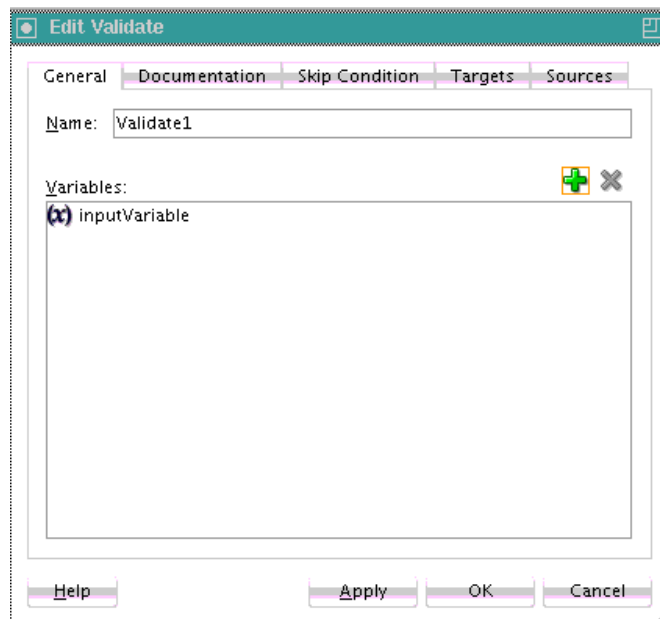 Edit Validate
General Documentation Skip Condition Targets Sources
Name: Validate1
Variables:
(x) inputVariable
Help Apply OK Cancel